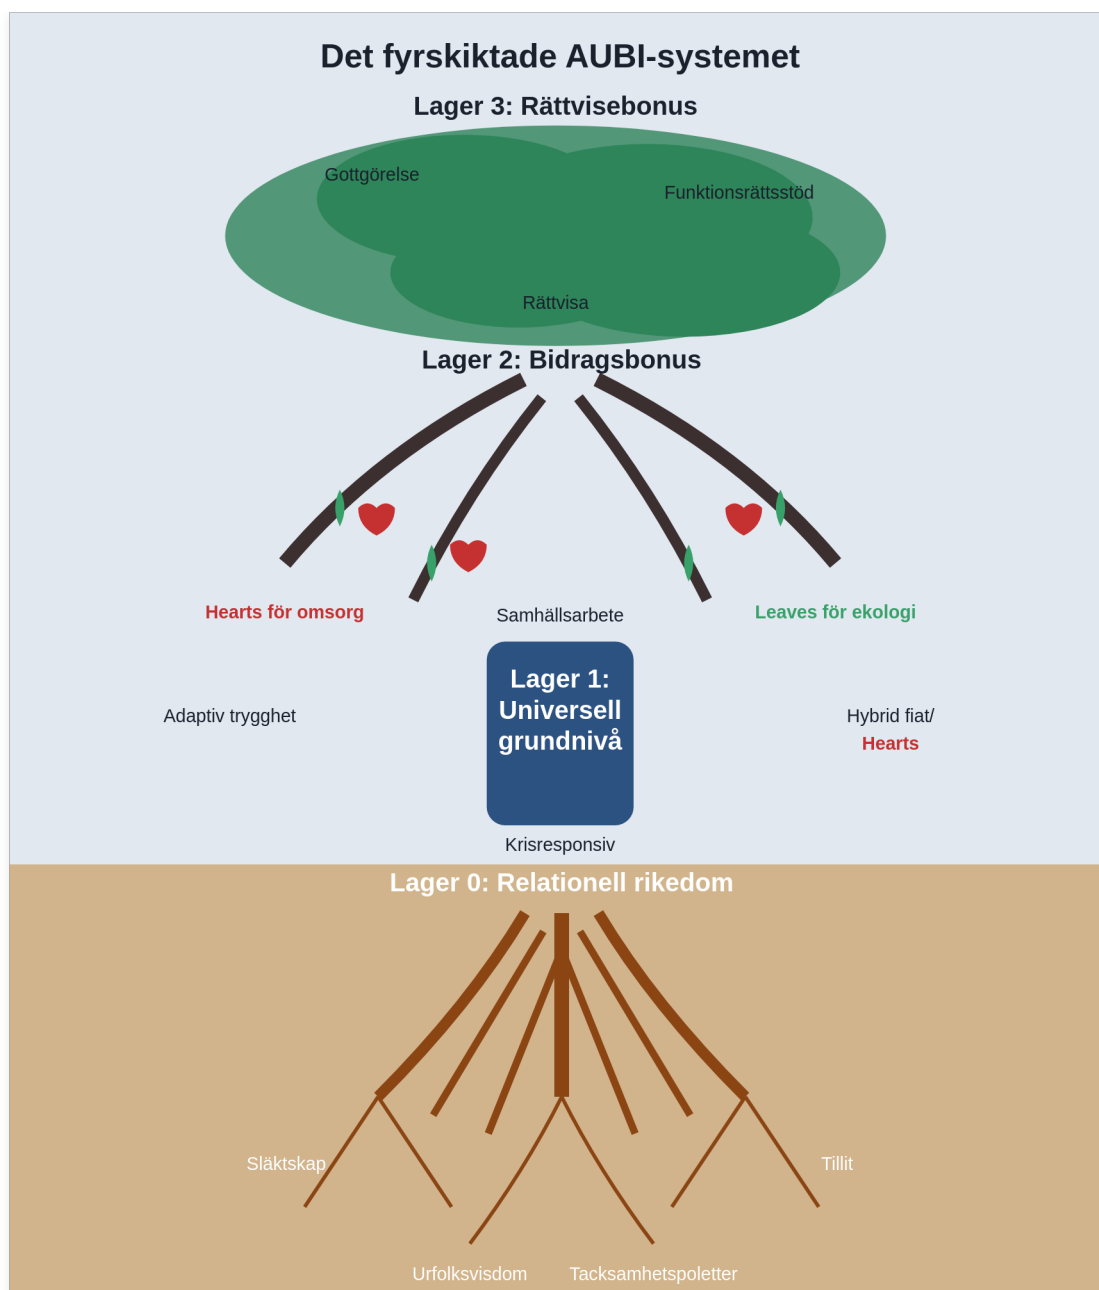 Det fyrskiktade AUBI-systemet
Lager 3: Rättvisebonus
Gottgörelse
Funktionsrättsstöd
Rättvisa
Lager 2: Bidragsbonus
Hearts för omsorg
Samhällsarbete
Leaves för ekologi
Lager 1:
Universell
grundnivå
Adaptiv trygghet
Hybrid fiat/
Hearts
Krisresponsiv
Lager 0: Relationell rikedom
Släktskap
Tillit
Urfolksvisdom
Tacksamhetspoletter